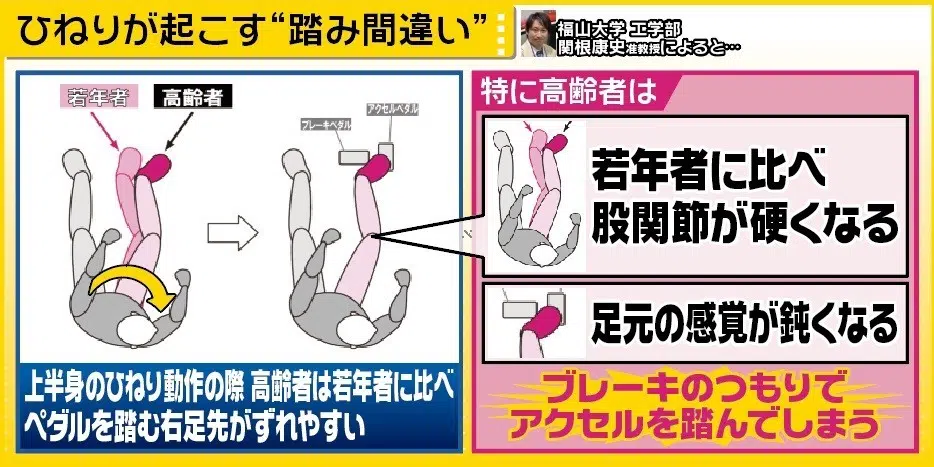 ひねりが起こす“踏み間違い”
福山大学 工学部
関根康史准教授によると…
若年者 高齢者
アクセルペダル
ブレーキペダル
上半身のひねり動作の際 高齢者は若年者に比べ
ペダルを踏む右足先がずれやすい
特に高齢者は
若年者に比べ
股関節が硬くなる
足元の感覚が鈍くなる
ブレーキのつもりで
アクセルを踏んでしまう